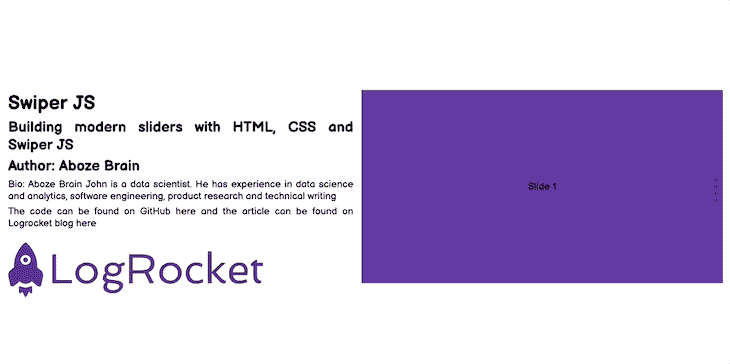 Swiper JS
Building modern sliders with HTML, CSS and
Swiper JS
Author: Aboze Brain
Bio: Aboze Brain John is a data scientist. He has experience in data science
and analytics, software engineering, product research and technical writing
The code can be found on GitHub here and the article can be found on
Logrocket blog here
LogRocket
Slide 1